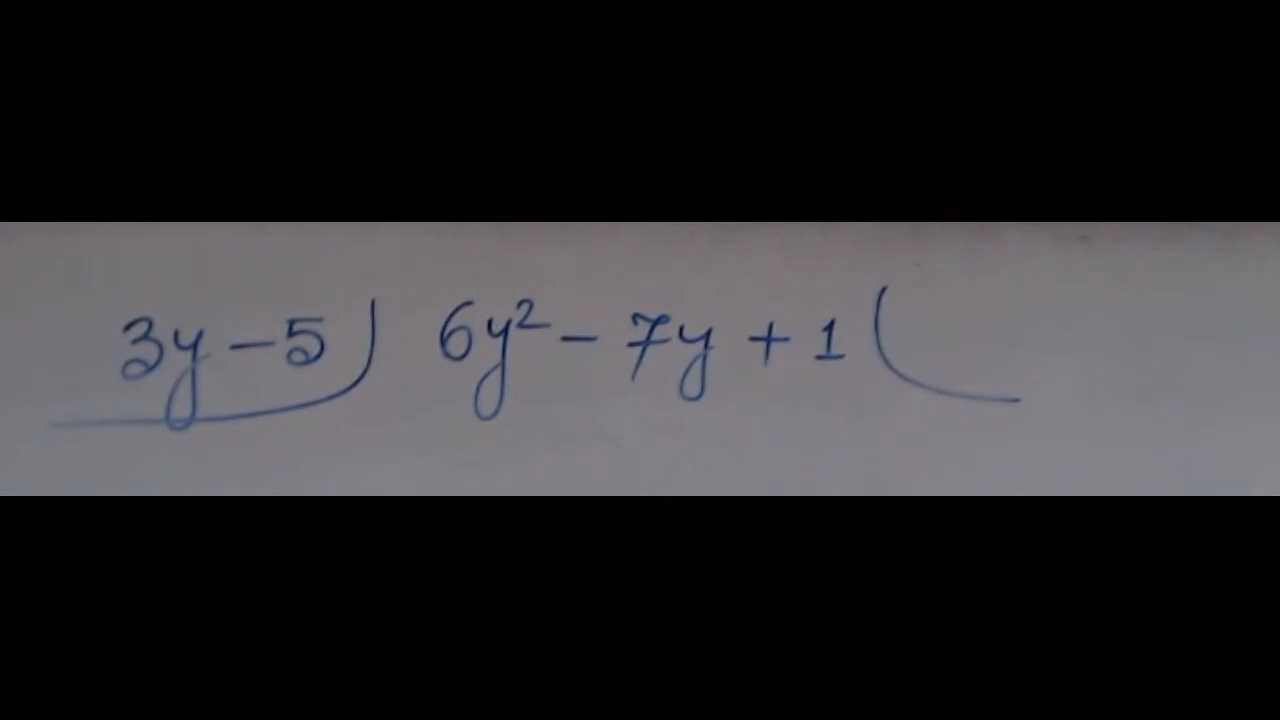 3y - 5) 6y² - 7y + 1 (